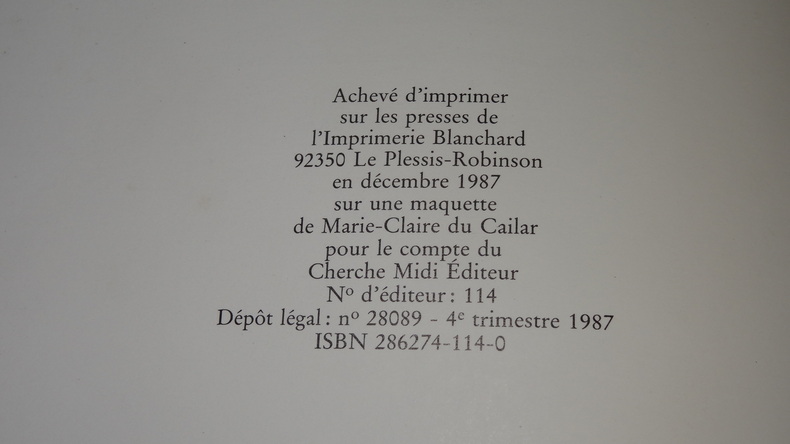 Achevé d'imprimer
sur les presses de
l'Imprimerie Blanchard
92350 Le Plessis-Robinson
en décembre 1987
sur une maquette
de Marie-Claire du Cailar
pour le compte du
Cherche Midi Éditeur
Nº d'éditeur : 114
Dépôt légal : nº 28089 - 4e trimestre 1987
ISBN 286274-114-0